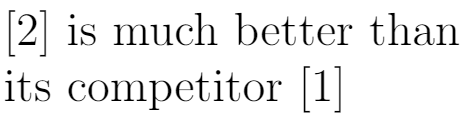 [2] is much better than
its competitor [1]